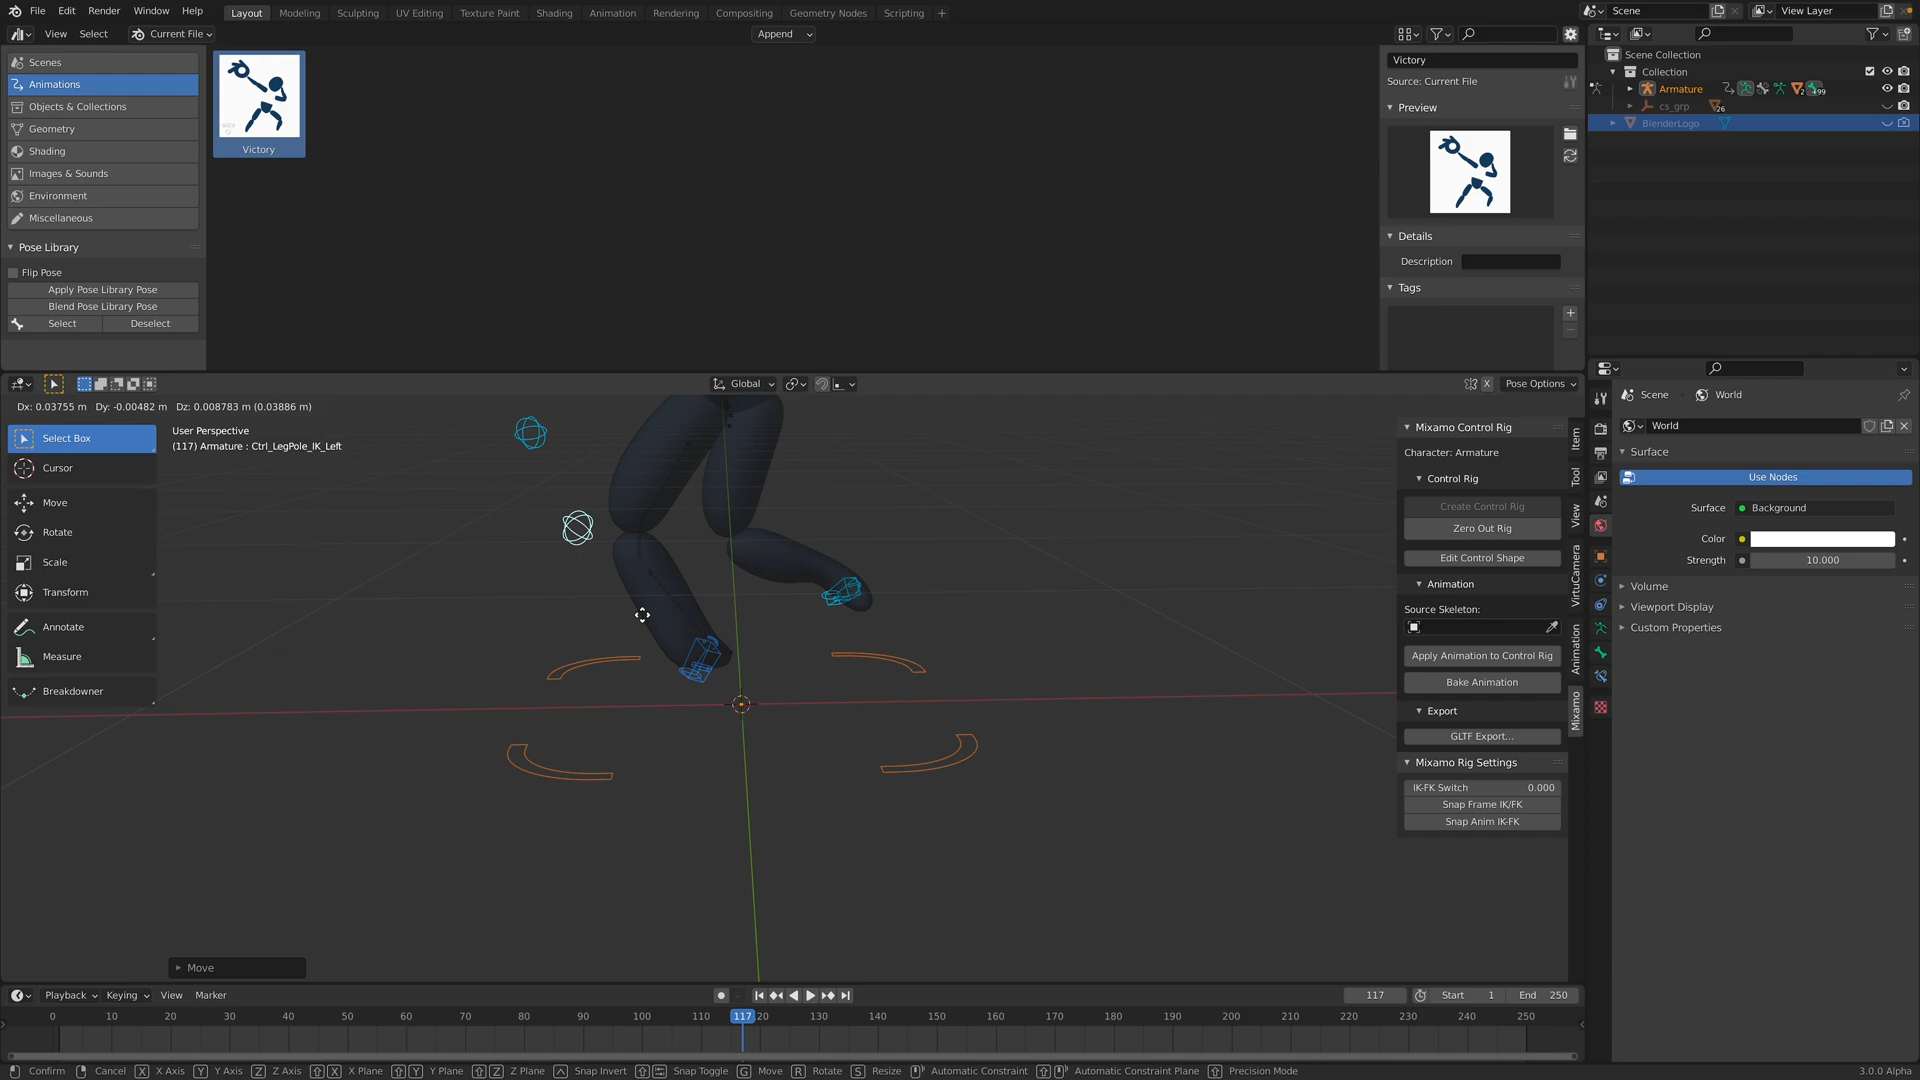 File Edit Render Window Help Layout Modeling Sculpting UV Editing Texture Paint Shading Animation Rendering Compositing Geometry Nodes Scripting + Scene View Layer
View Select Current File Append
Scenes
Animations
Objects & Collections
Geometry
Shading
Images & Sounds
Environment
Miscellaneous
Pose Library
Flip Pose
Apply Pose Library Pose
Blend Pose Library Pose
Select Deselect
Victory
Victory
Source: Current File
Preview
Details
Description
Tags
+
Scene Collection
Collection
Armature 2 99
cs_grp 26
BlenderLogo
Global X Pose Options
Dx: 0.03755 m Dy: -0.00482 m Dz: 0.008783 m (0.03886 m)
User Perspective
(117) Armature : Ctrl_LegPole_IK_Left
Select Box
Cursor
Move
Rotate
Scale
Transform
Annotate
Measure
Breakdowner
Move
Mixamo Control Rig
Character: Armature
Control Rig
Create Control Rig
Zero Out Rig
Edit Control Shape
Animation
Source Skeleton:
Apply Animation to Control Rig
Bake Animation
Export
GLTF Export...
Mixamo Rig Settings
IK-FK Switch 0.000
Snap Frame IK/FK
Snap Anim IK-FK
Item
Tool
View
VirtuCamera
Animation
Mixamo
Scene World
World
Surface
Use Nodes
Surface Background
Color
Strength 10.000
Volume
Viewport Display
Custom Properties
Playback Keying View Marker 117 Start 1 End 250
0 10 20 30 40 50 60 70 80 90 100 110 117 20 130 140 150 160 170 180 190 200 210 220 230 240 250
Confirm Cancel X X Axis Y Y Axis Z Z Axis X X Plane Y Y Plane Z Z Plane Snap Invert Snap Toggle G Move R Rotate S Resize Automatic Constraint Automatic Constraint Plane Precision Mode 3.0.0 Alpha